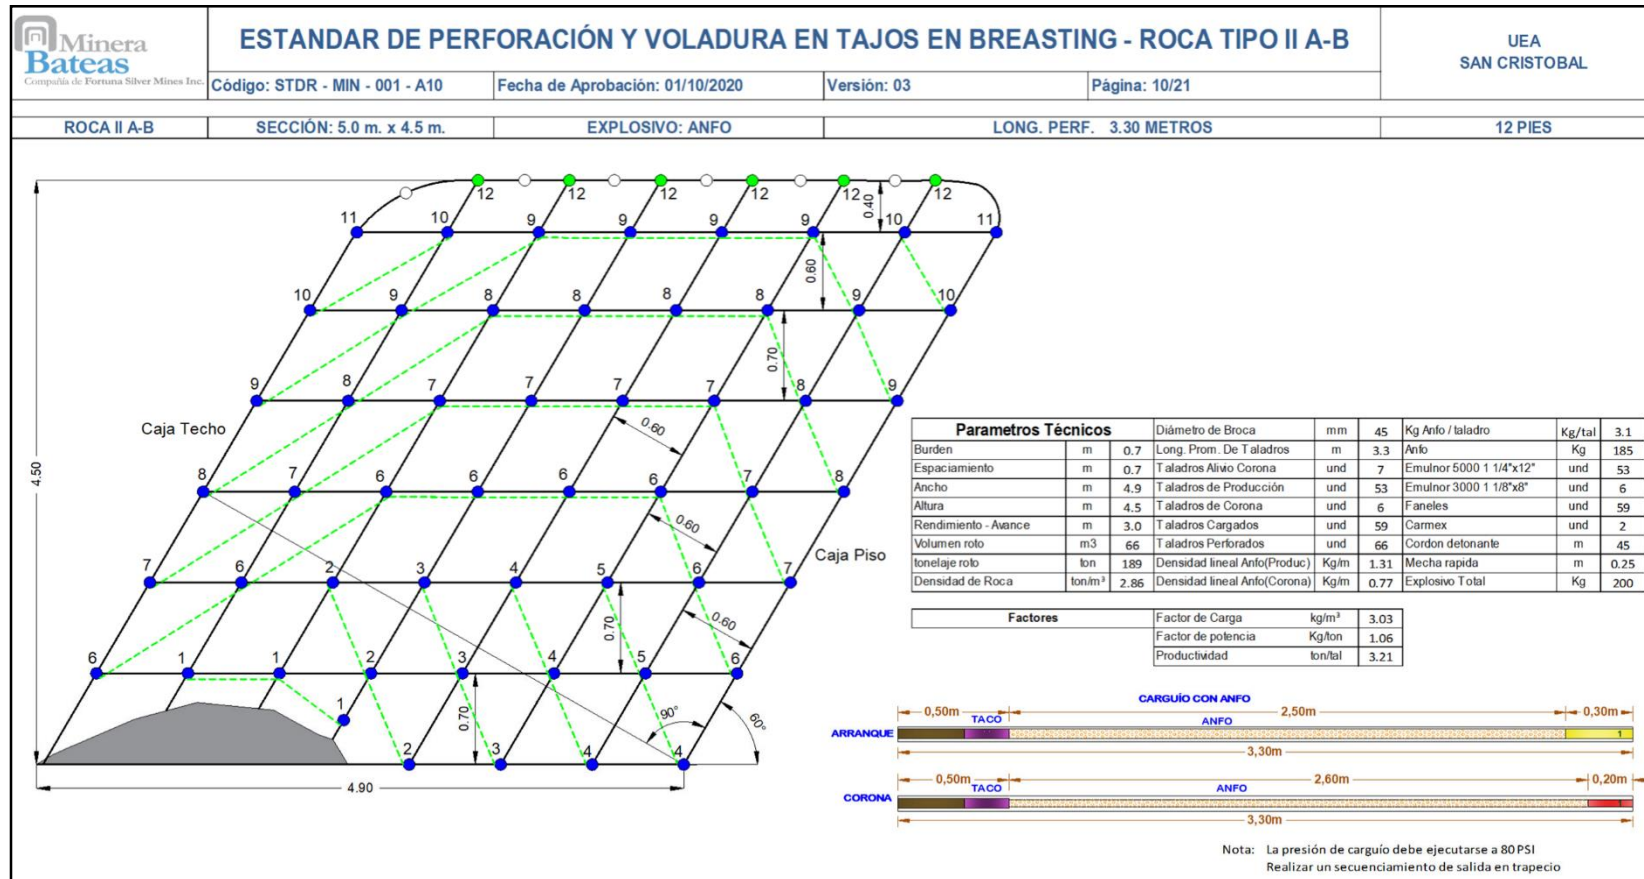 Minera
Bateas
Compañia de Fortuna Silver Mines Inc.
ESTANDAR DE PERFORACIÓN Y VOLADURA EN TAJOS EN BREASTING - ROCA TIPO II A-B
UEA
SAN CRISTOBAL
Código: STDR - MIN - 001 - A10 Fecha de Aprobación: 01/10/2020 Versión: 03 Página: 10/21
ROCA II A-B SECCIÓN: 5.0 m. x 4.5 m. EXPLOSIVO: ANFO LONG. PERF. 3.30 METROS 12 PIES
12 12 12 12 12 12
0.40
11 10 9 9 9 9 10 11
0.60
10 9 8 8 8 8 9 10
0.70
9 8 7 7 7 7 8 9
Caja Techo
0.60
4.50
8 7 6 6 6 6 7 8
0.60
Caja Piso
7 6 2 3 4 5 6 7
0.70
0.60
6 1 1 2 3 4 5 6
1
0.70
90°
60°
2 3 4 4
4.90
Parametros Técnicos Diámetro de Broca mm 45 Kg Anfo / taladro Kg/tal 3.1
Burden m 0.7 Long. Prom. De Taladros m 3.3 Anfo Kg 185
Espaciamiento m 0.7 Taladros Alivio Corona und 7 Emulnor 5000 1 1/4"x12" und 53
Ancho m 4.9 Taladros de Producción und 53 Emulnor 3000 1 1/8"x8" und 6
Altura m 4.5 Taladros de Corona und 6 Faneles und 59
Rendimiento - Avance m 3.0 Taladros Cargados und 59 Carmex und 2
Volumen roto m3 66 Taladros Perforados und 66 Cordon detonante m 45
tonelaje roto ton 189 Densidad lineal Anfo(Produc) Kg/m 1.31 Mecha rapida m 0.25
Densidad de Roca ton/m³ 2.86 Densidad lineal Anfo(Corona) Kg/m 0.77 Explosivo Total Kg 200
Factores Factor de Carga kg/m³ 3.03
Factor de potencia Kg/ton 1.06
Productividad ton/tal 3.21
CARGUÍO CON ANFO
0,50m 2,50m 0,30m
TACO ANFO
ARRANQUE 1
3,30m
0,50m 2,60m 0,20m
TACO ANFO
CORONA 1
3,30m
Nota: La presión de carguío debe ejecutarse a 80 PSI
Realizar un secuenciamiento de salida en trapecio